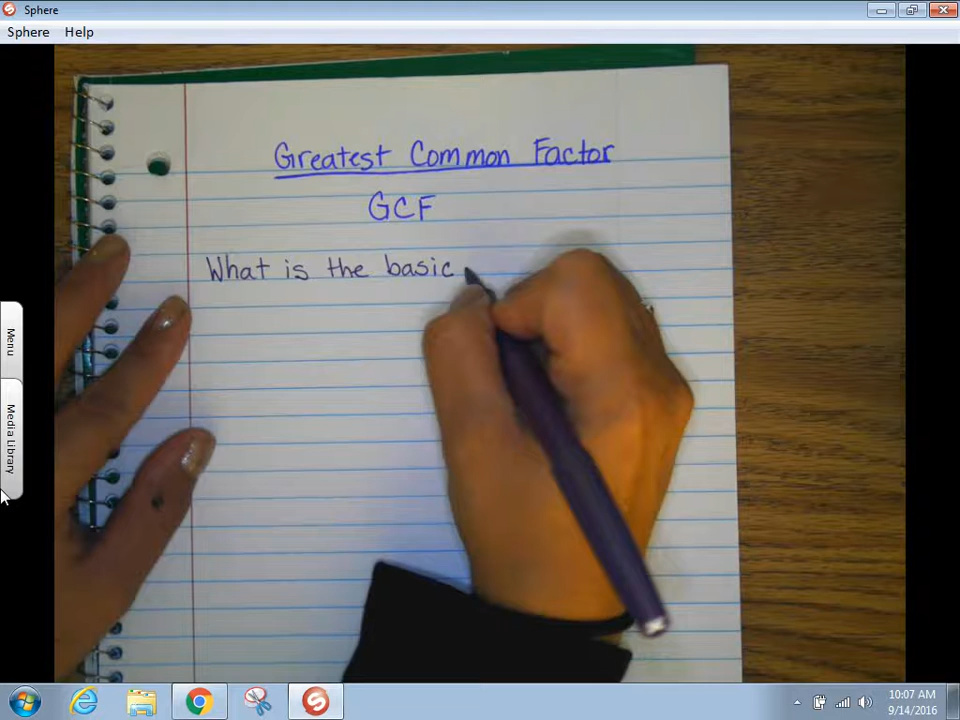 Sphere
Sphere Help
Greatest Common Factor
GCF
What is the basic
Menu
Media Library
10:07 AM
9/14/2016